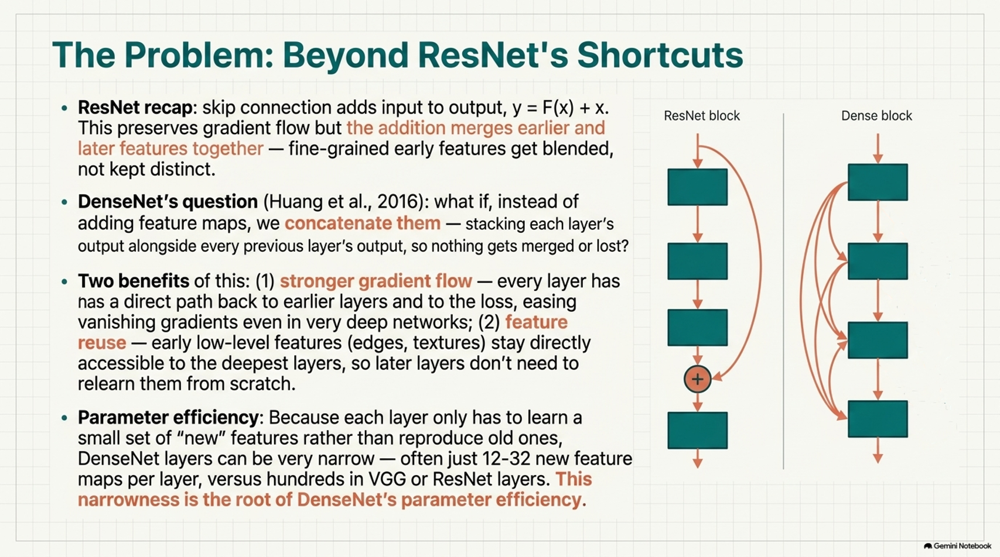 The Problem: Beyond ResNet's Shortcuts
• ResNet recap: skip connection adds input to output, y = F(x) + x.
This preserves gradient flow but the addition merges earlier and
later features together — fine-grained early features get blended,
not kept distinct.
• DenseNet's question (Huang et al., 2016): what if, instead of
adding feature maps, we concatenate them — stacking each layer's
output alongside every previous layer's output, so nothing gets merged or lost?
• Two benefits of this: (1) stronger gradient flow — every layer has
has a direct path back to earlier layers and to the loss, easing
vanishing gradients even in very deep networks; (2) feature
reuse — early low-level features (edges, textures) stay directly
accessible to the deepest layers, so later layers don't need to
relearn them from scratch.
• Parameter efficiency: Because each layer only has to learn a
small set of “new” features rather than reproduce old ones,
DenseNet layers can be very narrow — often just 12-32 new feature
maps per layer, versus hundreds in VGG or ResNet layers. This
narrowness is the root of DenseNet's parameter efficiency.
ResNet block
+
Dense block
Gemini Notebook